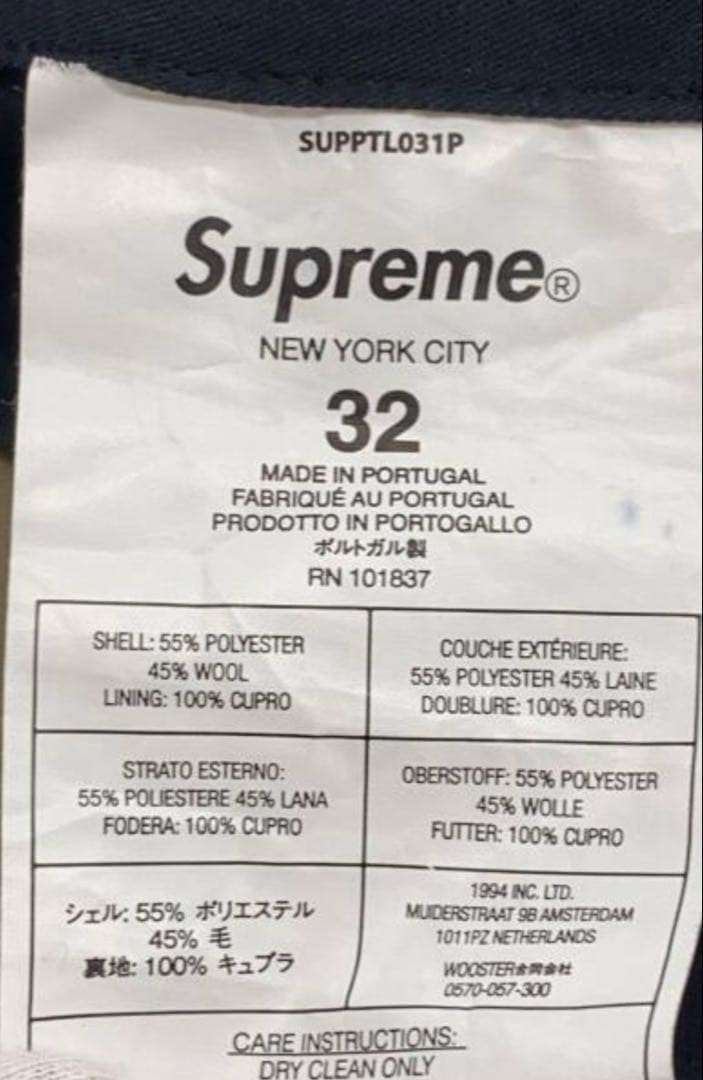 SUPPTL031P
Supreme®
NEW YORK CITY
32
MADE IN PORTUGAL
FABRIQUÉ AU PORTUGAL
PRODOTTO IN PORTOGALLO
ポルトガル製
RN 101837
SHELL: 55% POLYESTER
45% WOOL
LINING: 100% CUPRO
COUCHE EXTÉRIEURE:
55% POLYESTER 45% LAINE
DOUBLURE: 100% CUPRO
STRATO ESTERNO:
55% POLIESTERE 45% LANA
FODERA: 100% CUPRO
OBERSTOFF: 55% POLYESTER
45% WOLLE
FUTTER: 100% CUPRO
シェル: 55% ポリエステル
45% 毛
裏地: 100% キュプラ
1994 INC. LTD.
MUIDERSTRAAT 9B AMSTERDAM
1011PZ NETHERLANDS
WOOSTER合同会社
0570-057-300
CARE INSTRUCTIONS:
DRY CLEAN ONLY